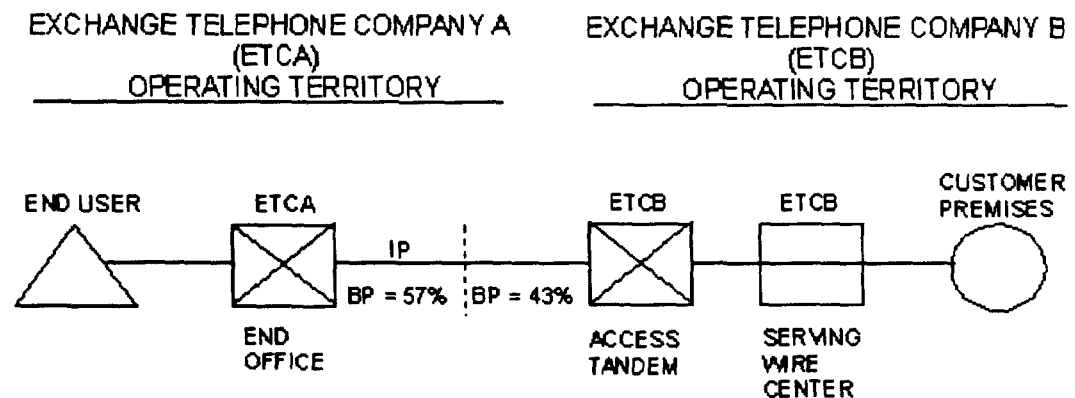 EXCHANGE TELEPHONE COMPANY A
(ETCA)
OPERATING TERRITORY
EXCHANGE TELEPHONE COMPANY B
(ETCB)
OPERATING TERRITORY
END USER
ETCA
ETCB
ETCB
CUSTOMER
PREMISES
IP
BP = 57%
BP = 43%
END
OFFICE
ACCESS
TANDEM
SERVING
WIRE
CENTER